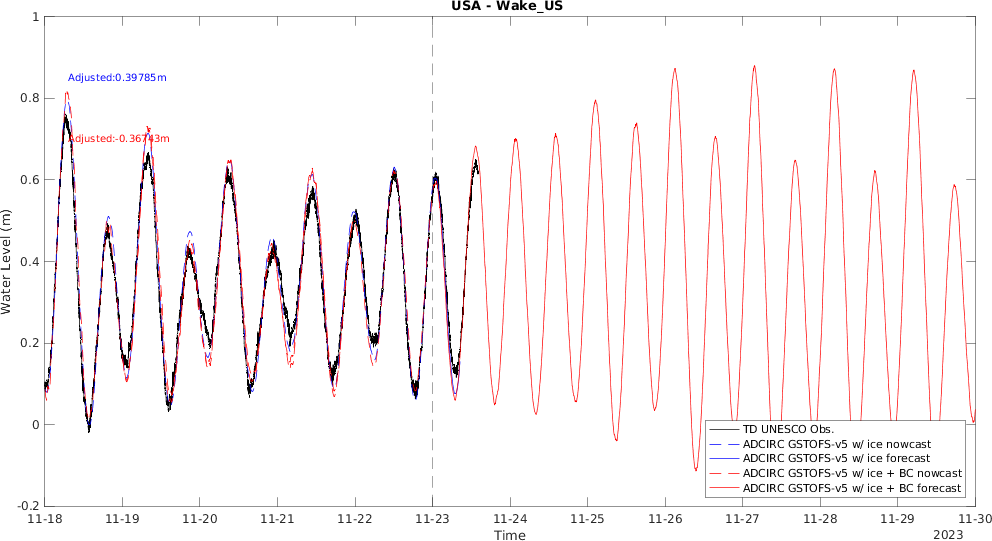 USA - Wake_US
Adjusted:0.39785m
Adjusted:-0.36743m
Water Level (m)
1
0.8
0.6
0.4
0.2
0
-0.2
TD UNESCO Obs.
ADCIRC GSTOFS-v5 w/ ice nowcast
ADCIRC GSTOFS-v5 w/ ice forecast
ADCIRC GSTOFS-v5 w/ ice + BC nowcast
ADCIRC GSTOFS-v5 w/ ice + BC forecast
11-18 11-19 11-20 11-21 11-22 11-23 11-24 11-25 11-26 11-27 11-28 11-29 11-30
Time
2023